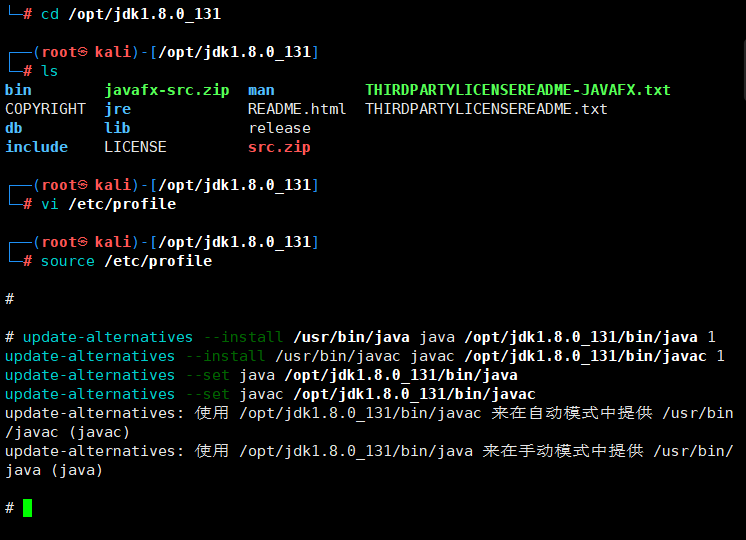 └─# cd /opt/jdk1.8.0_131
┌──(root㉿kali)-[/opt/jdk1.8.0_131]
└─# ls
bin javafx-src.zip man THIRDPARTYLICENSEREADME-JAVAFX.txt
COPYRIGHT jre README.html THIRDPARTYLICENSEREADME.txt
db lib release
include LICENSE src.zip
┌──(root㉿kali)-[/opt/jdk1.8.0_131]
└─# vi /etc/profile
┌──(root㉿kali)-[/opt/jdk1.8.0_131]
└─# source /etc/profile
#
# update-alternatives --install /usr/bin/java java /opt/jdk1.8.0_131/bin/java 1
update-alternatives --install /usr/bin/javac javac /opt/jdk1.8.0_131/bin/javac 1
update-alternatives --set java /opt/jdk1.8.0_131/bin/java
update-alternatives --set javac /opt/jdk1.8.0_131/bin/javac
update-alternatives: 使用 /opt/jdk1.8.0_131/bin/javac 来在自动模式中提供 /usr/bin
/javac (javac)
update-alternatives: 使用 /opt/jdk1.8.0_131/bin/java 来在手动模式中提供 /usr/bin/
java (java)
#